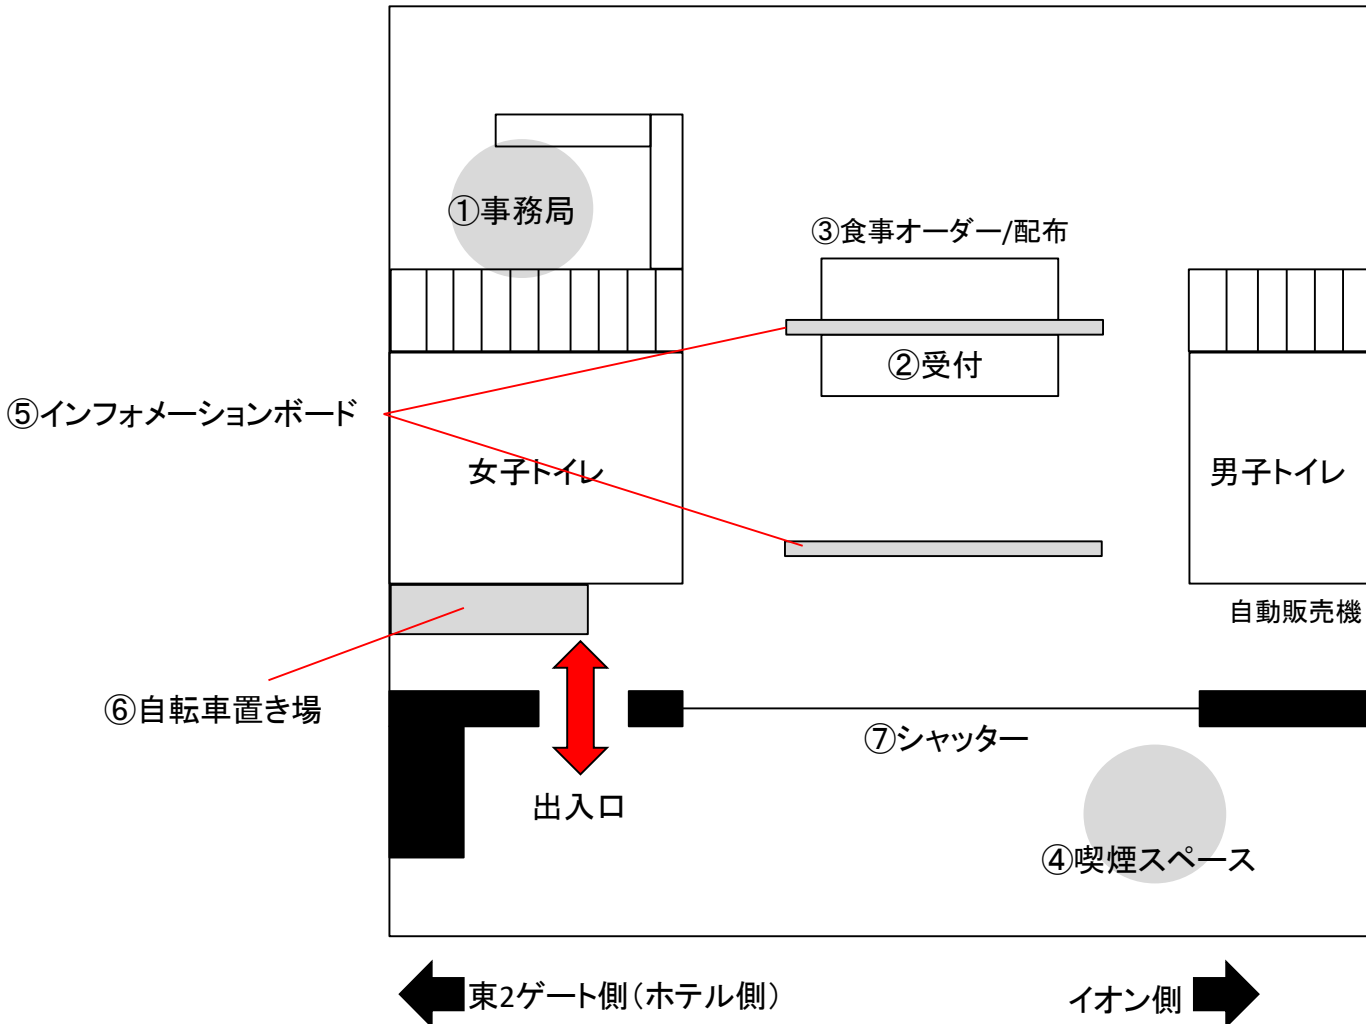 ①事務局
③食事オーダー/配布
②受付
⑤インフォメーションボード
女子トイレ
男子トイレ
自動販売機
⑥自転車置き場
⑦シャッター
出入口
④喫煙スペース
東2ゲート側(ホテル側)
イオン側